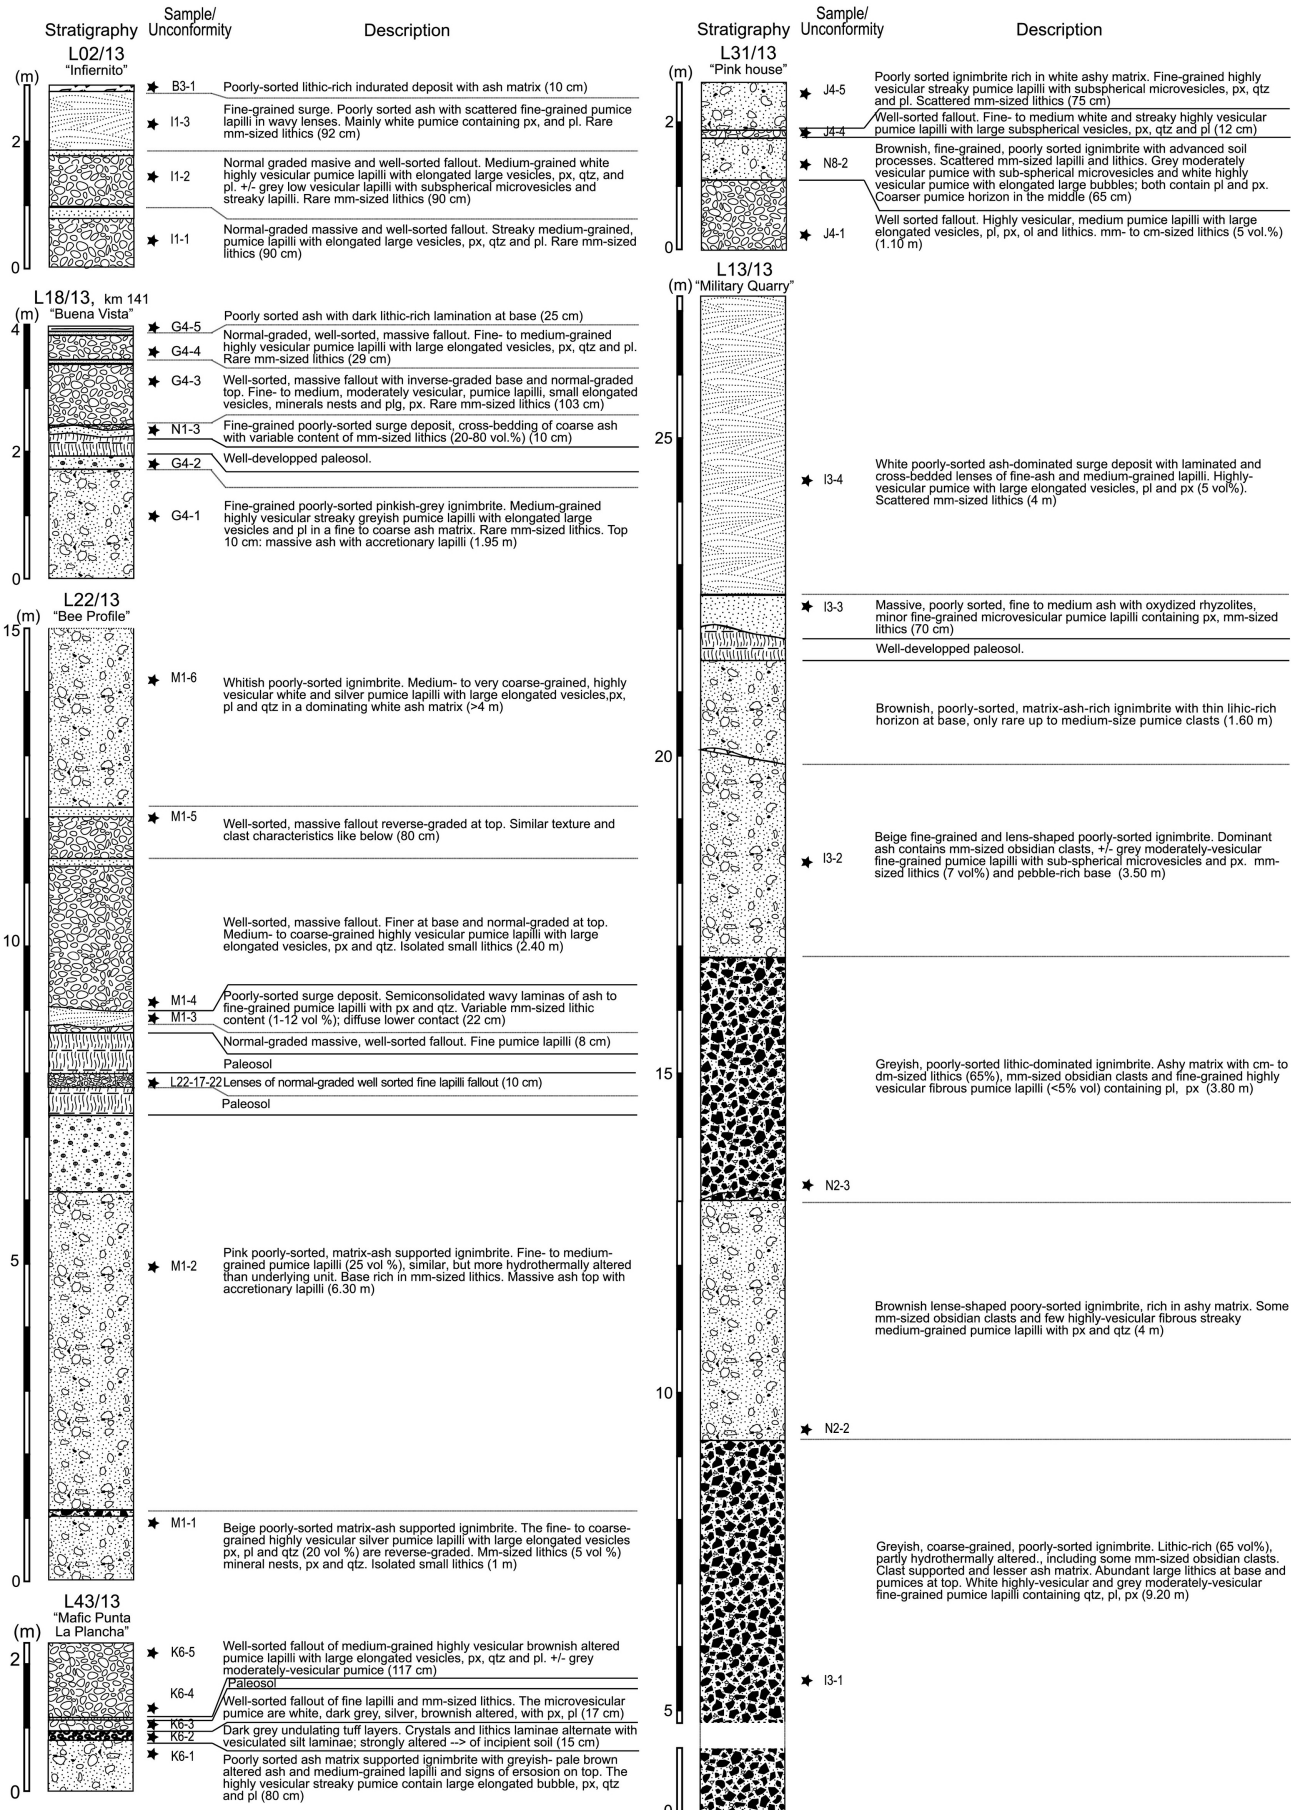 Stratigraphy
Sample/
Unconformity
Description
L02/13
"Infiernito"
(m)
2
0
B3-1
Poorly-sorted lithic-rich indurated deposit with ash matrix (10 cm)
I1-3
Fine-grained surge. Poorly sorted ash with scattered fine-grained pumice
lapilli in wavy lenses. Mainly white pumice containing px, and pl. Rare
mm-sized lithics (92 cm)
I1-2
Normal graded masive and well-sorted fallout. Medium-grained white
highly vesicular pumice lapilli with elongated large vesicles, px, qtz, and
pl. +/- grey low vesicular lapilli with subspherical microvesicles and
streaky lapilli. Rare mm-sized lithics (90 cm)
I1-1
Normal-graded massive and well-sorted fallout. Streaky medium-grained,
pumice lapilli with elongated large vesicles, px, qtz and pl. Rare mm-sized
lithics (90 cm)
L18/13, km 141
"Buena Vista"
(m)
4
2
0
G4-5
Poorly sorted ash with dark lithic-rich lamination at base (25 cm)
G4-4
Normal-graded, well-sorted, massive fallout. Fine- to medium-grained
highly vesicular pumice lapilli with large elongated vesicles, px, qtz and pl.
Rare mm-sized lithics (29 cm)
G4-3
Well-sorted, massive fallout with inverse-graded base and normal-graded
top. Fine- to medium, moderately vesicular, pumice lapilli, small elongated
vesicles, minerals nests and plg, px. Rare mm-sized lithics (103 cm)
N1-3
Fine-grained poorly-sorted surge deposit, cross-bedding of coarse ash
with variable content of mm-sized lithics (20-80 vol.%) (10 cm)
Well-developped paleosol.
G4-2
G4-1
Fine-grained poorly-sorted pinkish-grey ignimbrite. Medium-grained
highly vesicular streaky greyish pumice lapilli with elongated large
vesicles and pl in a fine to coarse ash matrix. Rare mm-sized lithics. Top
10 cm: massive ash with accretionary lapilli (1.95 m)
L22/13
"Bee Profile"
(m)
15
10
5
0
M1-6
Whitish poorly-sorted ignimbrite. Medium- to very coarse-grained, highly
vesicular white and silver pumice lapilli with large elongated vesicles,px,
pl and qtz in a dominating white ash matrix (>4 m)
M1-5
Well-sorted, massive fallout reverse-graded at top. Similar texture and
clast characteristics like below (80 cm)
Well-sorted, massive fallout. Finer at base and normal-graded at top.
Medium- to coarse-grained highly vesicular pumice lapilli with large
elongated vesicles, px and qtz. Isolated small lithics (2.40 m)
M1-4
M1-3
Poorly-sorted surge deposit. Semiconsolidated wavy laminas of ash to
fine-grained pumice lapilli with px and qtz. Variable mm-sized lithic
content (1-12 vol %); diffuse lower contact (22 cm)
Normal-graded massive, well-sorted fallout. Fine pumice lapilli (8 cm)
Paleosol
L22-17-22
Lenses of normal-graded well sorted fine lapilli fallout (10 cm)
Paleosol
M1-2
Pink poorly-sorted, matrix-ash supported ignimbrite. Fine- to medium-
grained pumice lapilli (25 vol %), similar, but more hydrothermally altered
than underlying unit. Base rich in mm-sized lithics. Massive ash top with
accretionary lapilli (6.30 m)
M1-1
Beige poorly-sorted matrix-ash supported ignimbrite. The fine- to coarse-
grained highly vesicular silver pumice lapilli with large elongated vesicles
px, pl and qtz (20 vol %) are reverse-graded. Mm-sized lithics (5 vol %)
mineral nests, px and qtz. Isolated small lithics (1 m)
L43/13
"Mafic Punta
La Plancha"
(m)
2
0
K6-5
Well-sorted fallout of medium-grained highly vesicular brownish altered
pumice lapilli with large elongated vesicles, px, qtz and pl. +/- grey
moderately-vesicular pumice (117 cm)
Paleosol
K6-4
Well-sorted fallout of fine lapilli and mm-sized lithics. The microvesicular
pumice are white, dark grey, silver, brownish altered, with px, pl (17 cm)
K6-3
K6-2
Dark grey undulating tuff layers. Crystals and lithics laminae alternate with
vesiculated silt laminae; strongly altered --> of incipient soil (15 cm)
K6-1
Poorly sorted ash matrix supported ignimbrite with greyish- pale brown
altered ash and medium-grained lapilli and signs of ersosion on top. The
highly vesicular streaky pumice contain large elongated bubble, px, qtz
and pl (80 cm)
Stratigraphy
Sample/
Unconformity
Description
L31/13
"Pink house"
(m)
2
0
J4-5
Poorly sorted ignimbrite rich in white ashy matrix. Fine-grained highly
vesicular streaky pumice lapilli with subspherical microvesicles, px, qtz
and pl. Scattered mm-sized lithics (75 cm)
J4-4
Well-sorted fallout. Fine- to medium white and streaky highly vesicular
pumice lapilli with large subspherical vesicles, px, qtz and pl (12 cm)
N8-2
Brownish, fine-grained, poorly sorted ignimbrite with advanced soil
processes. Scattered mm-sized lapilli and lithics. Grey moderately
vesicular pumice with sub-spherical microvesicles and white highly
vesicular pumice with elongated large bubbles; both contain pl and px.
Coarser pumice horizon in the middle (65 cm)
J4-1
Well sorted fallout. Highly vesicular, medium pumice lapilli with large
elongated vesicles, pl, px, ol and lithics. mm- to cm-sized lithics (5 vol.%)
(1.10 m)
L13/13
"Military Quarry"
(m)
25
20
15
10
5
0
I3-4
White poorly-sorted ash-dominated surge deposit with laminated and
cross-bedded lenses of fine-ash and medium-grained lapilli. Highly-
vesicular pumice with large elongated vesicles, pl and px (5 vol%).
Scattered mm-sized lithics (4 m)
I3-3
Massive, poorly sorted, fine to medium ash with oxydized rhyzolites,
minor fine-grained microvesicular pumice lapilli containing px, mm-sized
lithics (70 cm)
Well-developped paleosol.
Brownish, poorly-sorted, matrix-ash-rich ignimbrite with thin lihic-rich
horizon at base, only rare up to medium-size pumice clasts (1.60 m)
I3-2
Beige fine-grained and lens-shaped poorly-sorted ignimbrite. Dominant
ash contains mm-sized obsidian clasts, +/- grey moderately-vesicular
fine-grained pumice lapilli with sub-spherical microvesicles and px. mm-
sized lithics (7 vol%) and pebble-rich base (3.50 m)
Greyish, poorly-sorted lithic-dominated ignimbrite. Ashy matrix with cm- to
dm-sized lithics (65%), mm-sized obsidian clasts and fine-grained highly
vesicular fibrous pumice lapilli (<5% vol) containing pl, px (3.80 m)
N2-3
Brownish lense-shaped poory-sorted ignimbrite, rich in ashy matrix. Some
mm-sized obsidian clasts and few highly-vesicular fibrous streaky
medium-grained pumice lapilli with px and qtz (4 m)
N2-2
Greyish, coarse-grained, poorly-sorted ignimbrite. Lithic-rich (65 vol%),
partly hydrothermally altered., including some mm-sized obsidian clasts.
Clast supported and lesser ash matrix. Abundant large lithics at base and
pumices at top. White highly-vesicular and grey moderately-vesicular
fine-grained pumice lapilli containing qtz, pl, px (9.20 m)
I3-1